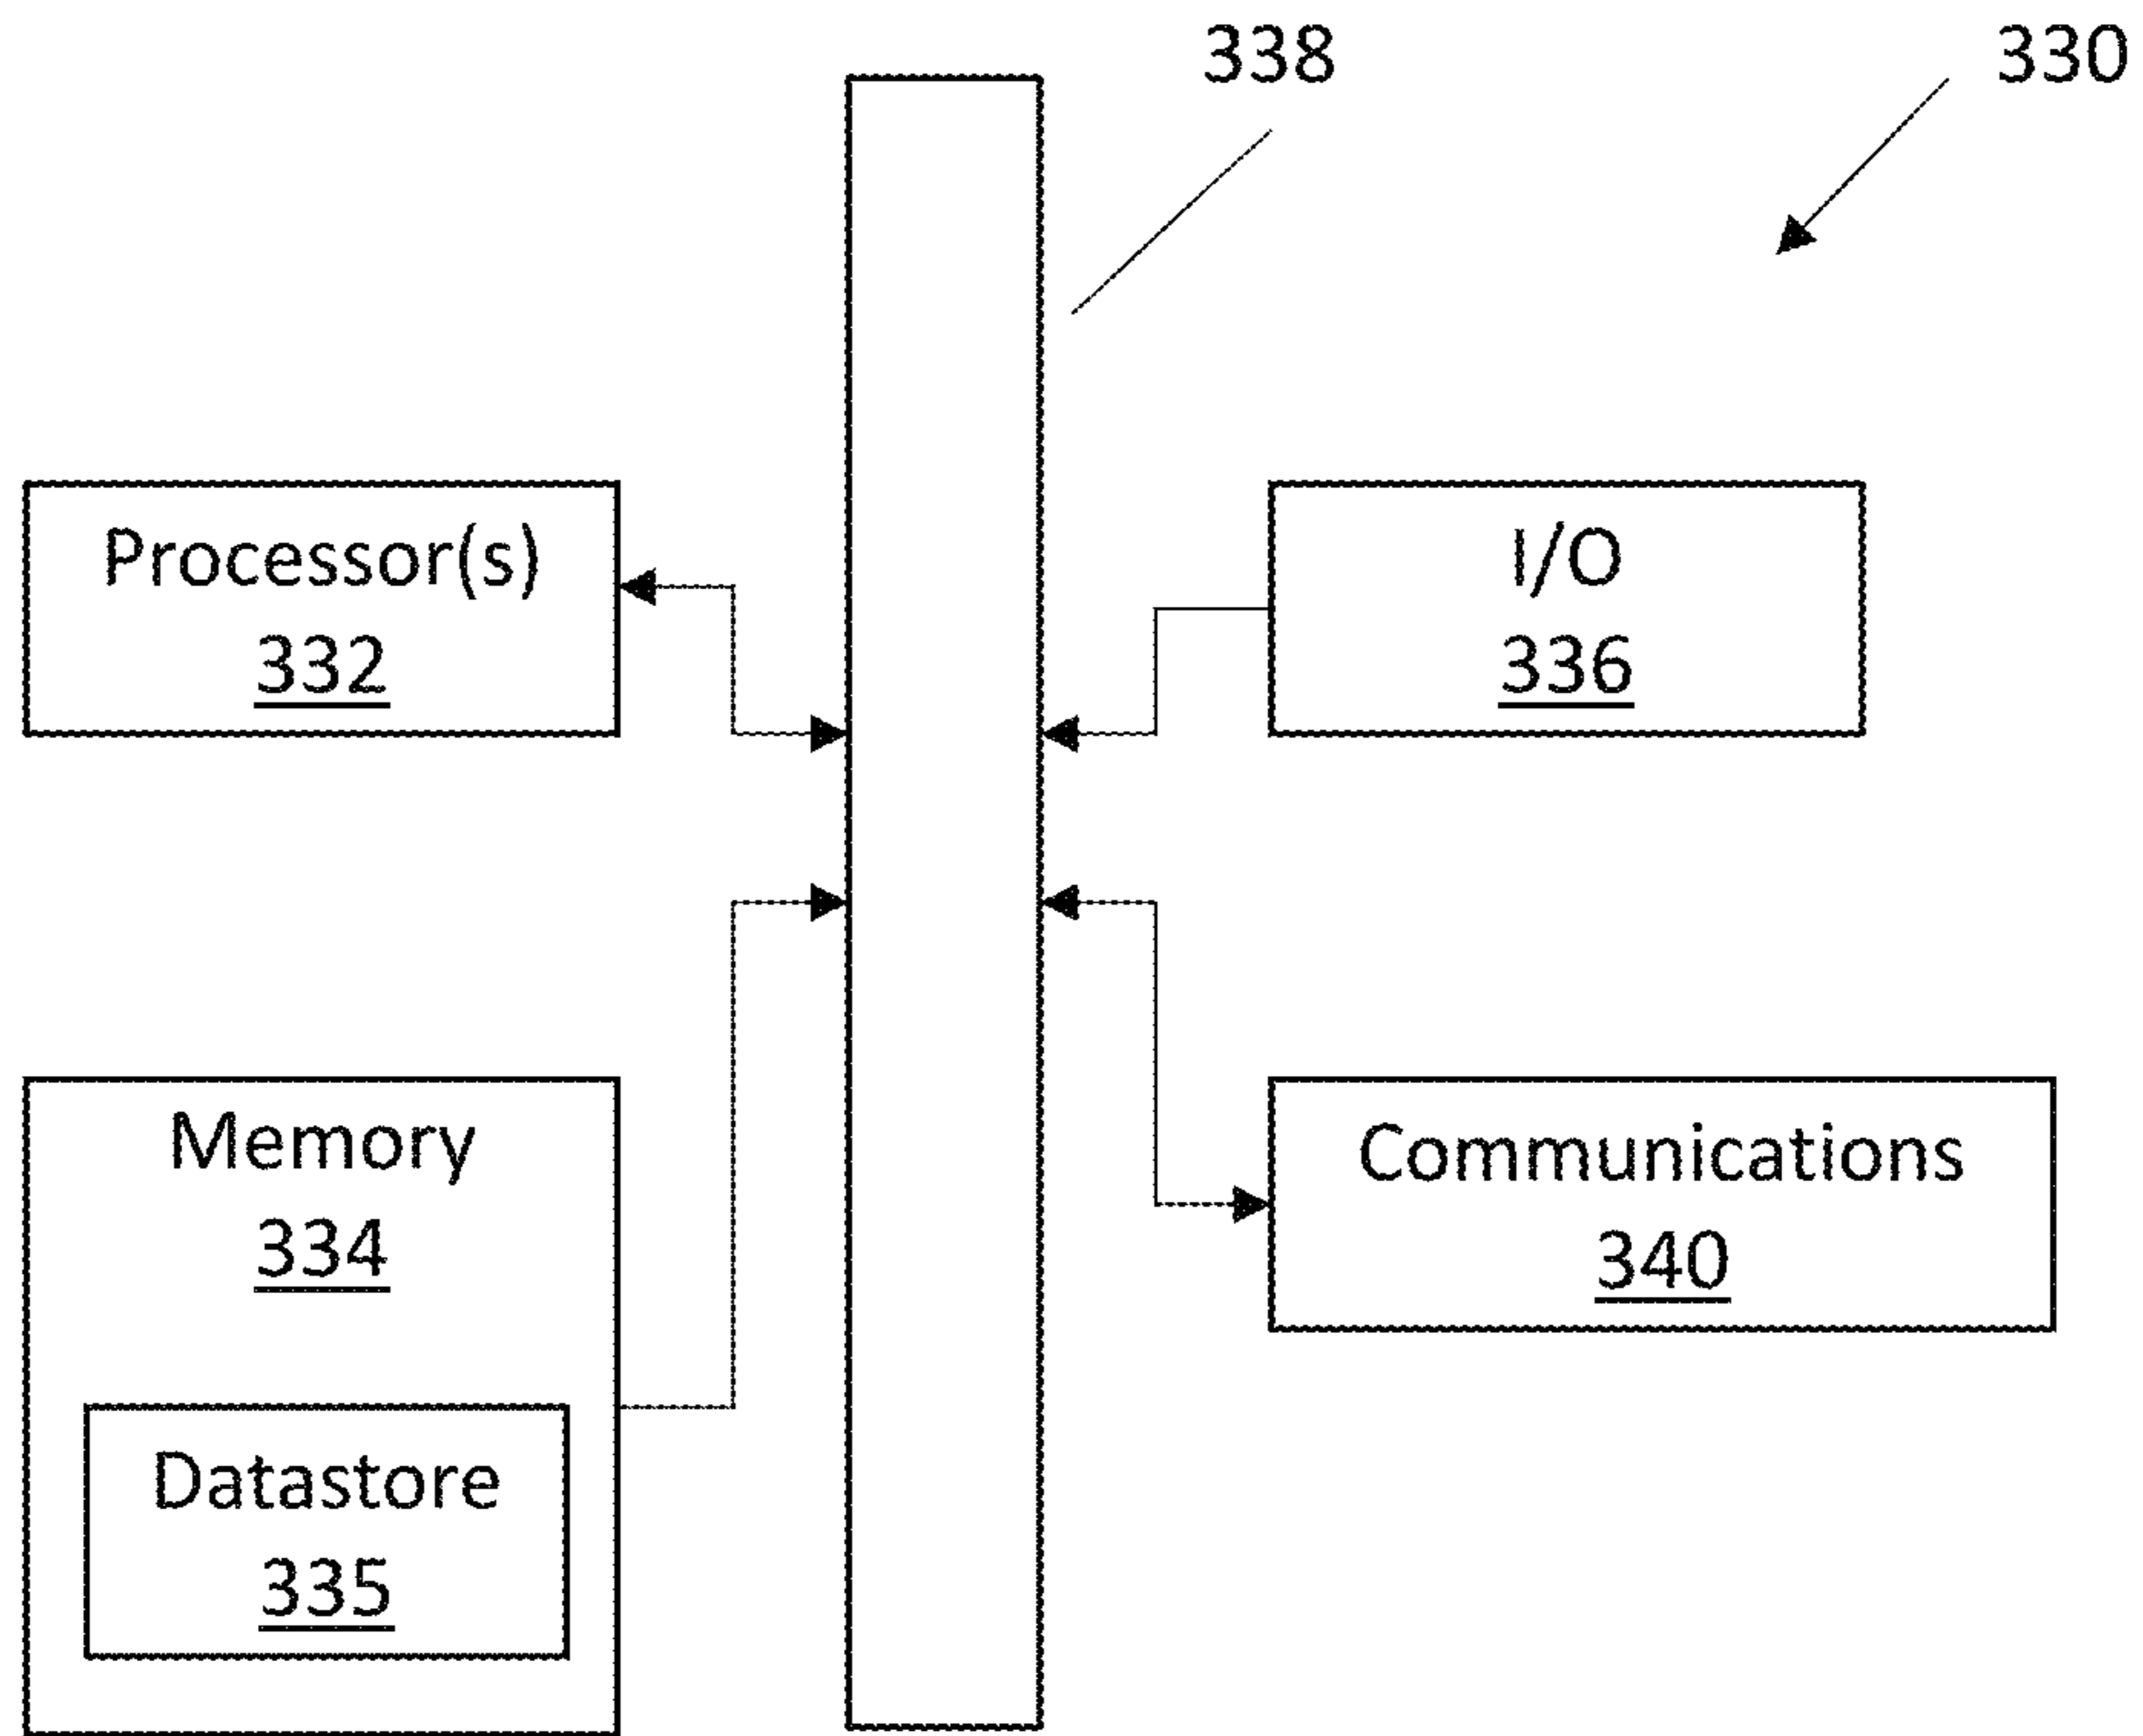 338
330
Processor(s)
332
I/O
336
Memory
334
Communications
340
Datastore
335